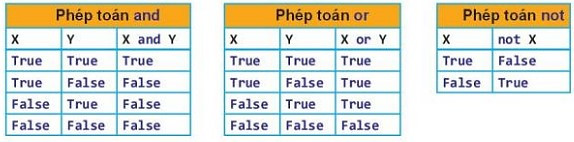 Phép toán and
X Y X and Y
True True True
True False False
False True False
False False False
Phép toán or
X Y X or Y
True True True
True False True
False True True
False False False
Phép toán not
X not X
True False
False True